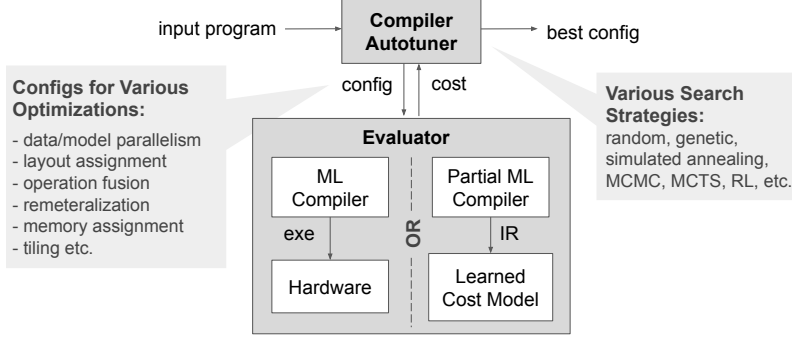 input program
Compiler
Autotuner
best config
config
cost
Configs for Various
Optimizations:
- data/model parallelism
- layout assignment
- operation fusion
- remeteralization
- memory assignment
- tiling etc.
Various Search
Strategies:
random, genetic,
simulated annealing,
MCMC, MCTS, RL, etc.
Evaluator
ML
Compiler
exe
Hardware
OR
Partial ML
Compiler
IR
Learned
Cost Model